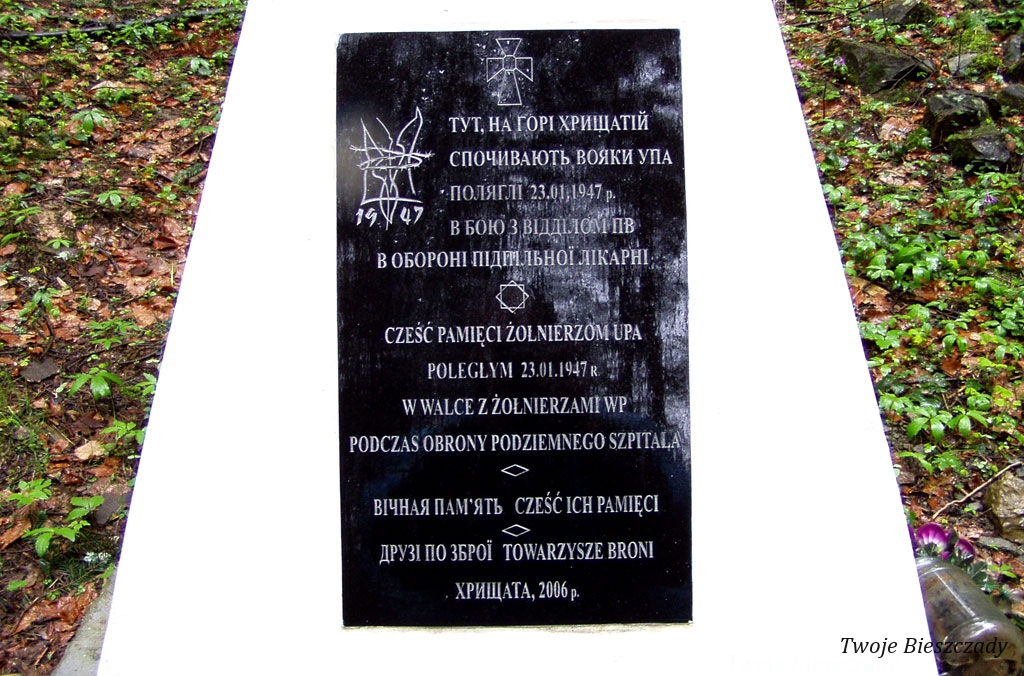 ТУТ, НА ГОРІ ХРИЩАТІЙ
СПОЧИВАЮТЬ ВОЯКИ УПА
ПОЛЯГЛІ 23.01.1947 р.
В БОЮ З ВІДДІЛОМ ПВ
В ОБОРОНІ ПІДПІЛЬНОЇ ЛІКАРНІ
1947
CZEŚĆ PAMIĘCI ŻOŁNIERZOM UPA
POLEGŁYM 23.01.1947 R.
W WALCE Z ŻOŁNIERZAMI WP
PODCZAS OBRONY PODZIEMNEGO SZPITALA
ВІЧНАЯ ПАМ'ЯТЬ CZEŚĆ ICH PAMIĘCI
ДРУЗІ ПО ЗБРОЇ TOWARZYSZE BRONI
ХРИЩАТА, 2006 р.
Twoje Bieszczady